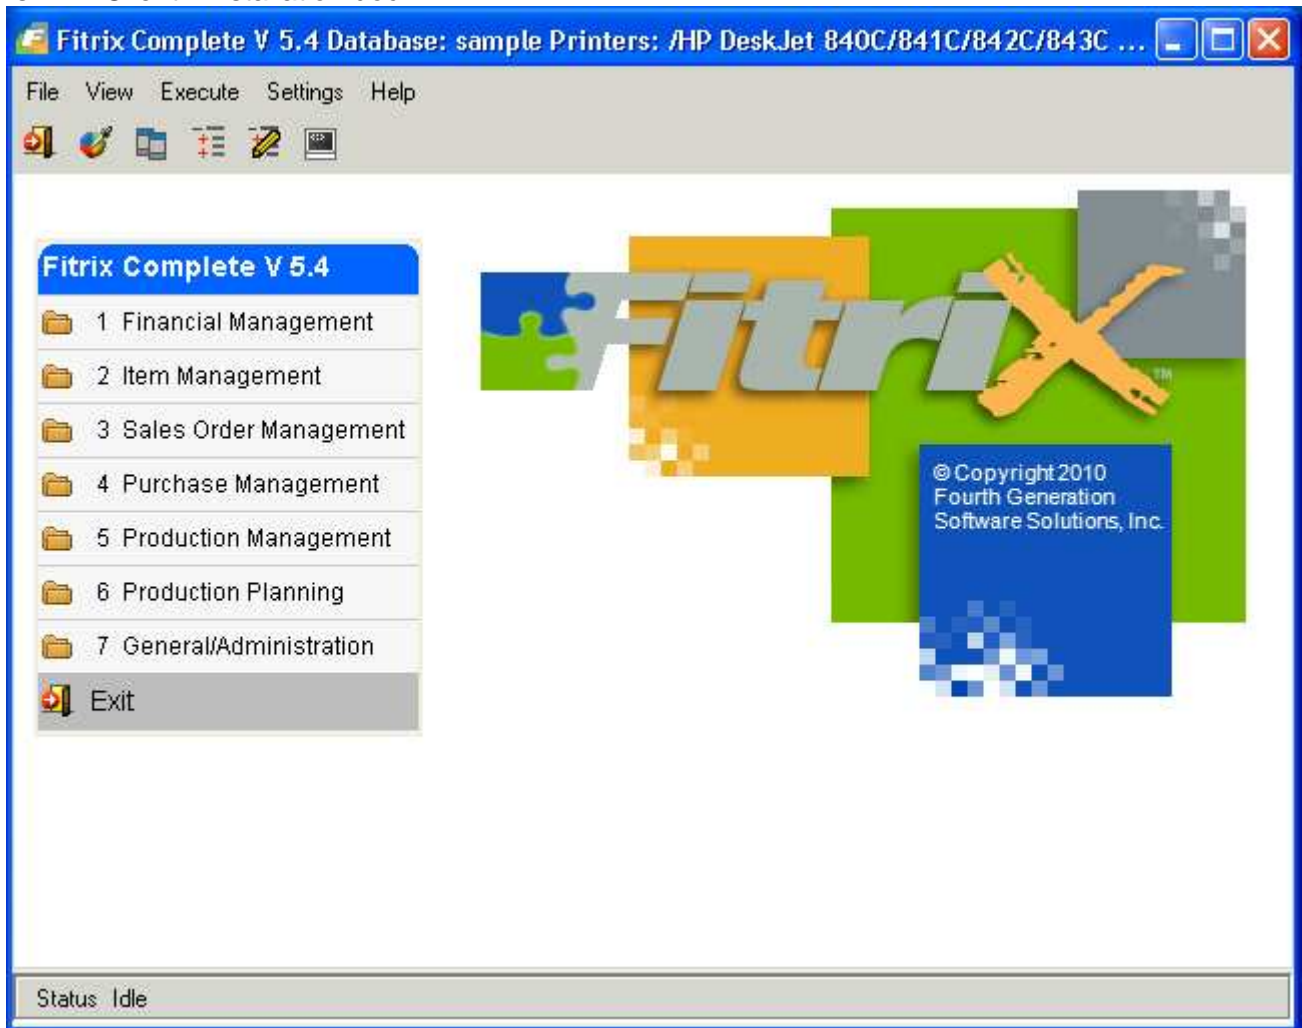 Fitrix Complete V 5.4 Database: sample Printers: /HP DeskJet 840C/841C/842C/843C ...
File View Execute Settings Help
Fitrix Complete V 5.4
1 Financial Management
2 Item Management
3 Sales Order Management
4 Purchase Management
5 Production Management
6 Production Planning
7 General/Administration
Exit
FitriX
TM
© Copyright 2010
Fourth Generation
Software Solutions, Inc.
Status Idle